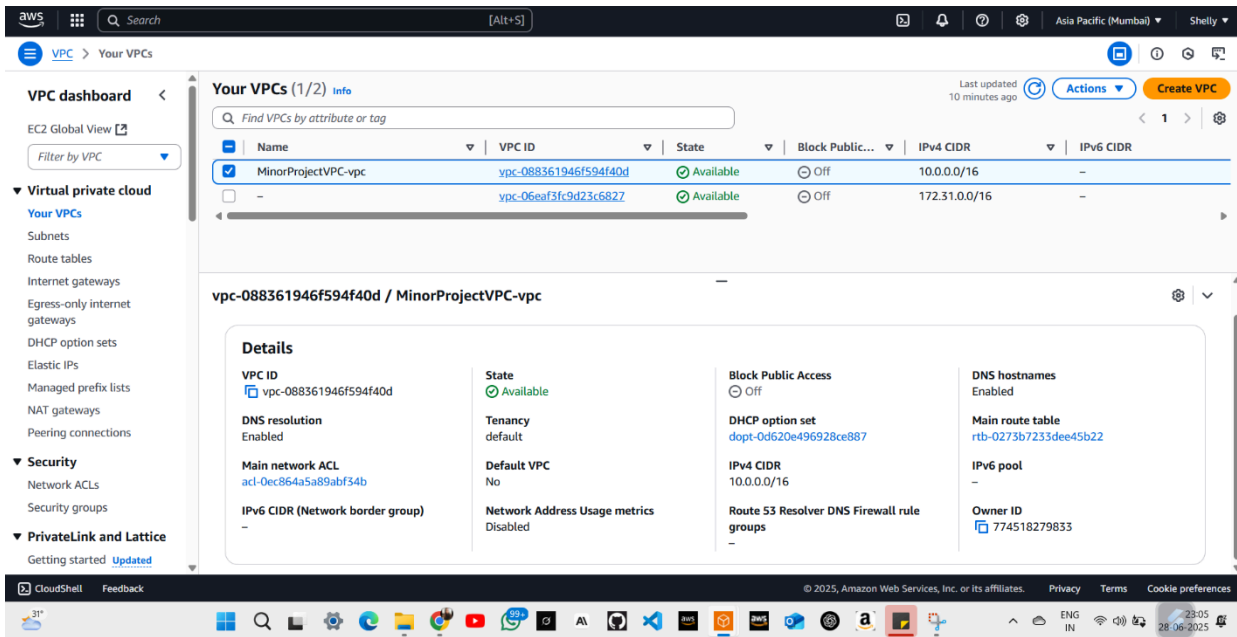 aws
Search
[Alt+S]
Asia Pacific (Mumbai)
Shelly
VPC > Your VPCs
VPC dashboard
EC2 Global View
Filter by VPC
Virtual private cloud
Your VPCs
Subnets
Route tables
Internet gateways
Egress-only internet
gateways
DHCP option sets
Elastic IPs
Managed prefix lists
NAT gateways
Peering connections
Security
Network ACLs
Security groups
PrivateLink and Lattice
Getting started Updated
Your VPCs (1/2) Info
Last updated
10 minutes ago
Actions
Create VPC
Find VPCs by attribute or tag
1
Name VPC ID State Block Public... IPv4 CIDR IPv6 CIDR
MinorProjectVPC-vpc vpc-088361946f594f40d Available Off 10.0.0.0/16 –
– vpc-06eaf3fc9d23c6827 Available Off 172.31.0.0/16 –
vpc-088361946f594f40d / MinorProjectVPC-vpc
Details
VPC ID State Block Public Access DNS hostnames
vpc-088361946f594f40d Available Off Enabled
DNS resolution Tenancy DHCP option set Main route table
Enabled default dopt-0d620e496928ce887 rtb-0273b7233dee45b22
Main network ACL Default VPC IPv4 CIDR IPv6 pool
acl-0ec864a5a89abf34b No 10.0.0.0/16 –
IPv6 CIDR (Network border group) Network Address Usage metrics Route 53 Resolver DNS Firewall rule Owner ID
– Disabled groups 774518279833
–
CloudShell Feedback © 2025, Amazon Web Services, Inc. or its affiliates. Privacy Terms Cookie preferences
31°
99+
aws
aws
ENG
IN
23:05
28-06-2025